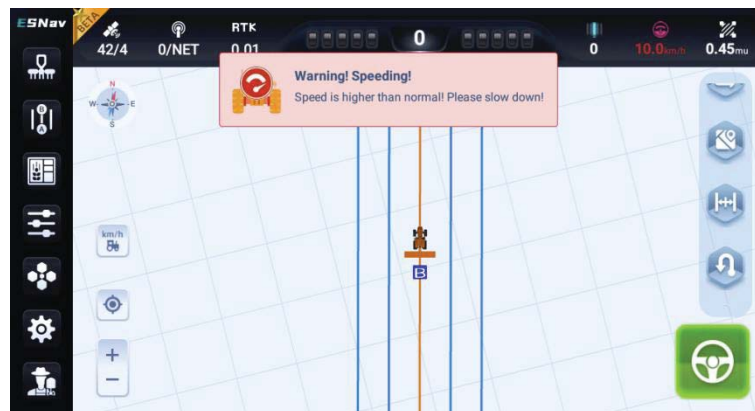 ESNav
BETA
42/4
0/NET
RTK
0.01
0
0
10.0km/h
0.45mu
Warning! Speeding!
Speed is higher than normal! Please slow down!
N
W
E
S
B
A
km/h
B
+
−